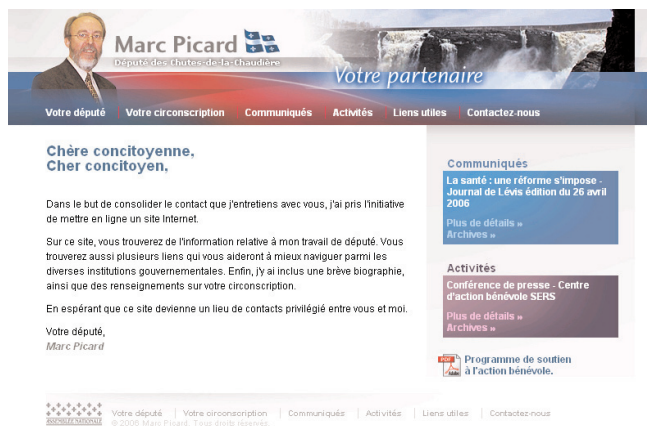 Marc Picard
Député des Chutes-de-la-Chaudière
Votre partenaire
Votre député Votre circonscription Communiqués Activités Liens utiles Contactez-nous
Chère concitoyenne,
Cher concitoyen,
Dans le but de consolider le contact que j'entretiens avec vous, j'ai pris l'initiative
de mettre en ligne un site Internet.
Sur ce site, vous trouverez de l'information relative à mon travail de député. Vous
trouverez aussi plusieurs liens qui vous aideront à mieux naviguer parmi les
diverses institutions gouvernementales. Enfin, j'y ai inclus une brève biographie,
ainsi que des renseignements sur votre circonscription.
En espérant que ce site devienne un lieu de contacts privilégié entre vous et moi.
Votre député,
Marc Picard
Communiqués
La santé : une réforme s'impose -
Journal de Lévis édition du 26 avril
2006
Plus de détails »
Archives »
Activités
Conférence de presse - Centre
d'action bénévole SERS
Plus de détails »
Archives »
PDF
Programme de soutien
à l'action bénévole.
ASSEMBLÉE NATIONALE
Votre député Votre circonscription Communiqués Activités Liens utiles Contactez-nous
© 2006 Marc Picard. Tous droits réservés.